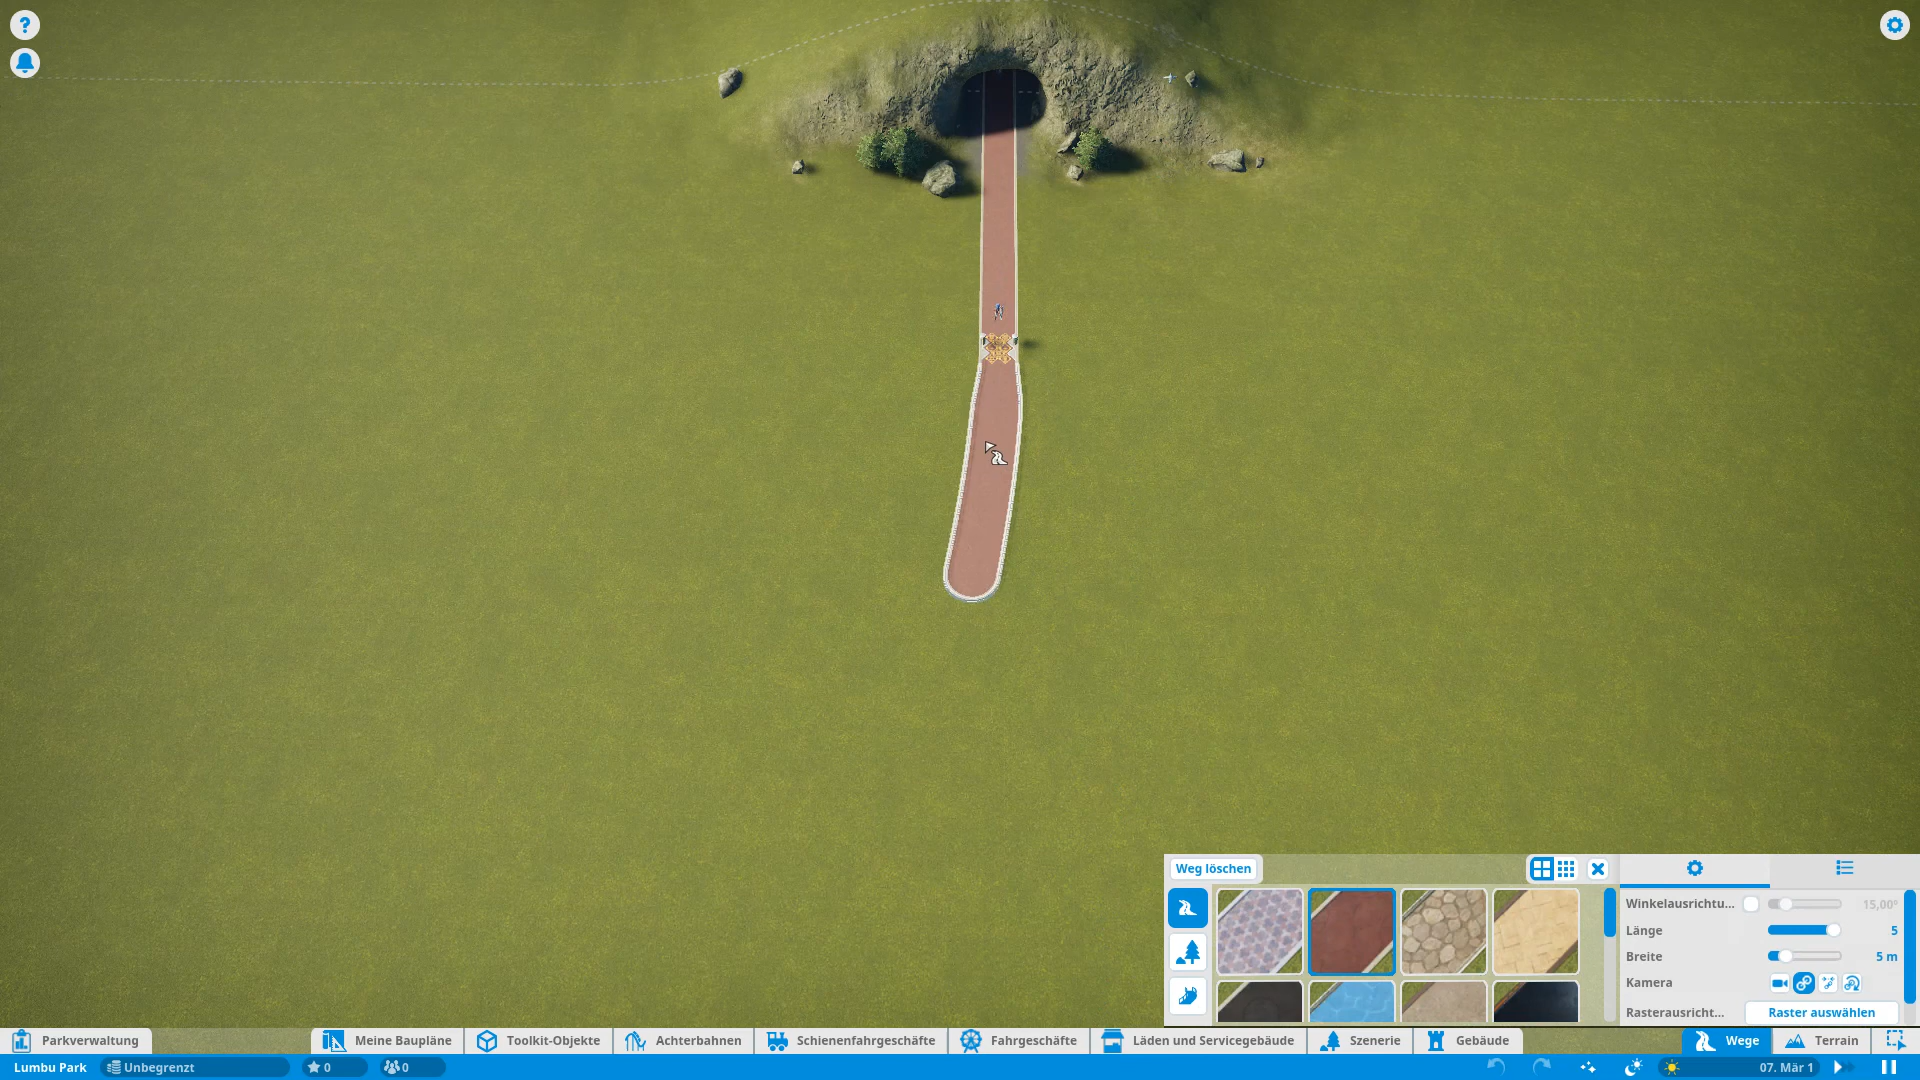 ?
Weg löschen
Winkelausrichtu... 15,00°
Länge 5
Breite 5 m
Kamera
Rasterausricht... Raster auswählen
Parkverwaltung Meine Baupläne Toolkit-Objekte Achterbahnen Schienenfahrgeschäfte Fahrgeschäfte Läden und Servicegebäude Szenerie Gebäude Wege Terrain
Lumbu Park Unbegrenzt 0 0 07. Mär 1